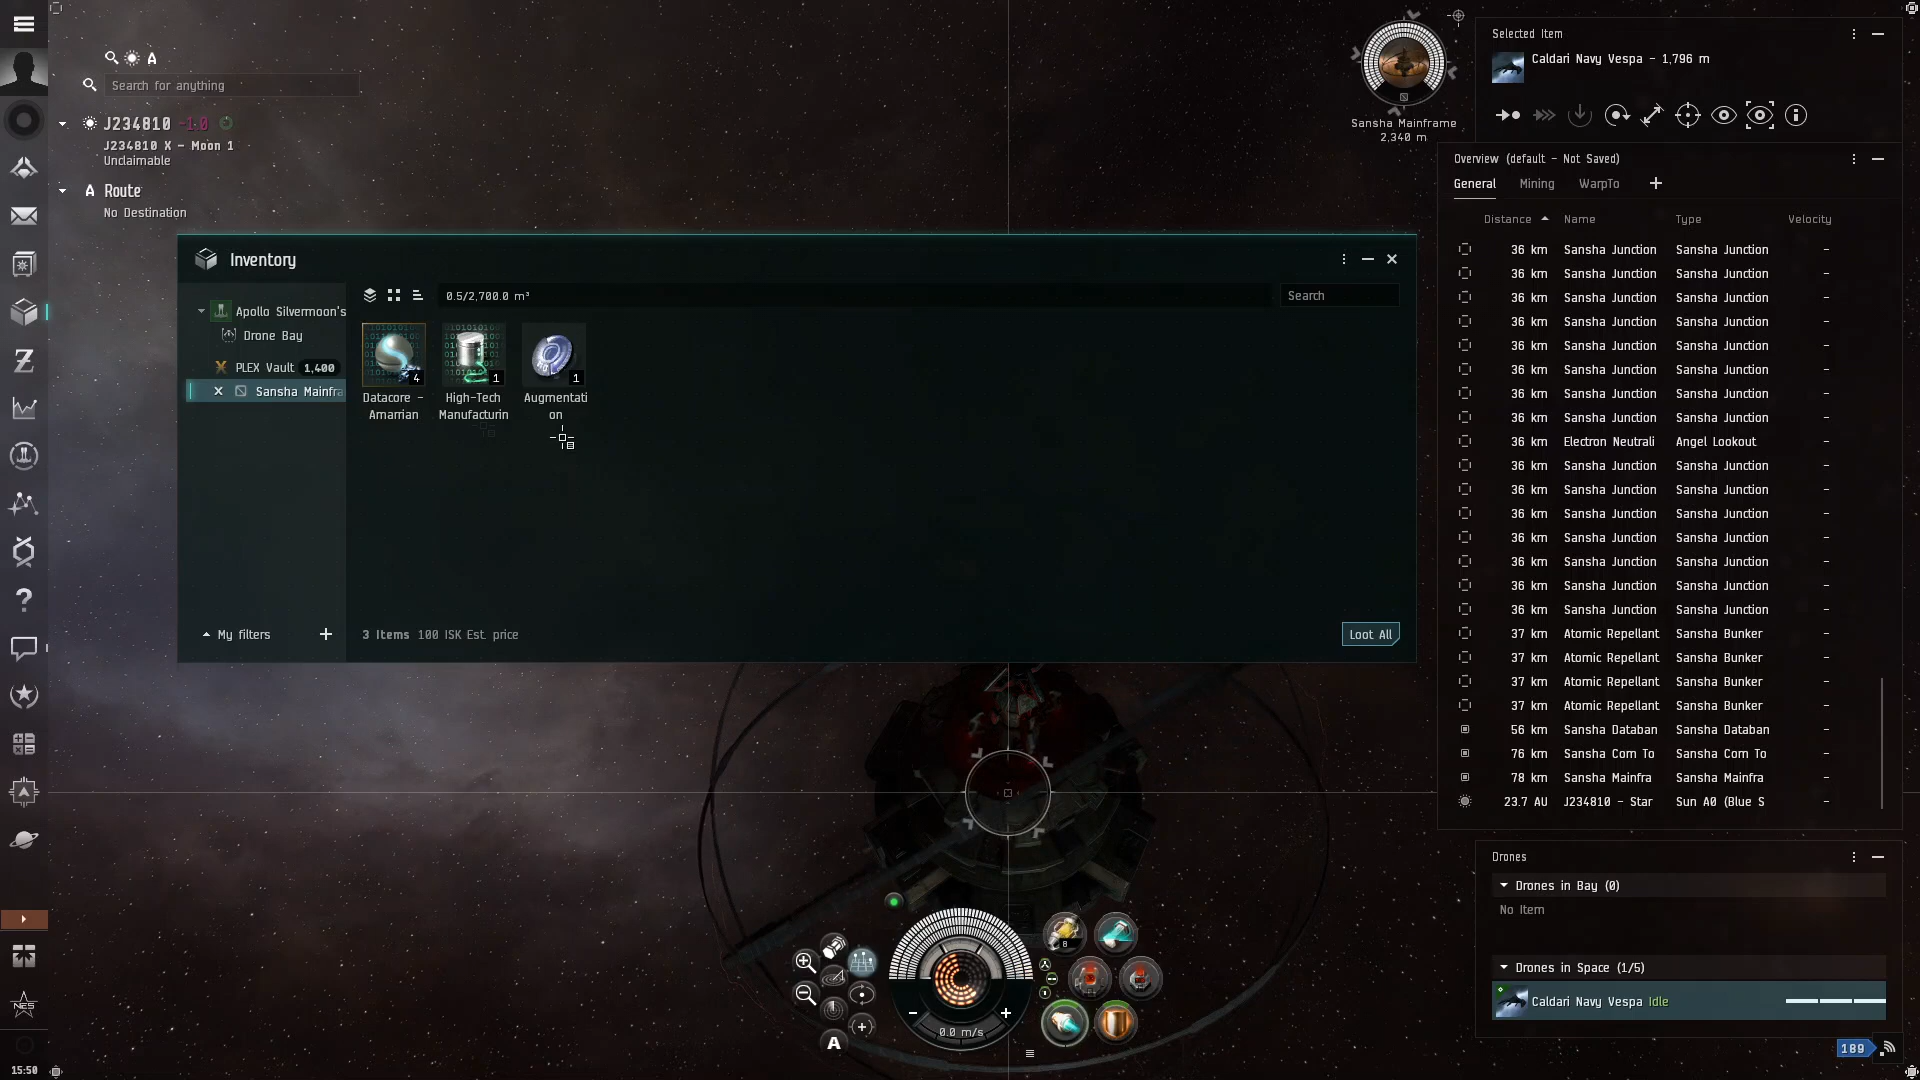 A
Search for anything
J234810 -1.0
J234810 X - Moon 1
Unclaimable
A Route
No Destination
Sansha Mainframe
2,340 m
Selected Item
Caldari Navy Vespa - 1,796 m
Overview (default - Not Saved)
General Mining WarpTo +
Distance Name Type Velocity
36 km Sansha Junction Sansha Junction -
36 km Sansha Junction Sansha Junction -
36 km Sansha Junction Sansha Junction -
36 km Sansha Junction Sansha Junction -
36 km Sansha Junction Sansha Junction -
36 km Sansha Junction Sansha Junction -
36 km Sansha Junction Sansha Junction -
36 km Sansha Junction Sansha Junction -
36 km Electron Neutrali Angel Lookout -
36 km Sansha Junction Sansha Junction -
36 km Sansha Junction Sansha Junction -
36 km Sansha Junction Sansha Junction -
36 km Sansha Junction Sansha Junction -
36 km Sansha Junction Sansha Junction -
36 km Sansha Junction Sansha Junction -
36 km Sansha Junction Sansha Junction -
37 km Atomic Repellant Sansha Bunker -
37 km Atomic Repellant Sansha Bunker -
37 km Atomic Repellant Sansha Bunker -
37 km Atomic Repellant Sansha Bunker -
56 km Sansha Databan Sansha Databan -
76 km Sansha Com To Sansha Com To -
78 km Sansha Mainfra Sansha Mainfra -
23.7 AU J234810 - Star Sun A0 (Blue S -
Inventory
0.5/2,700.0 m³
Search
Apollo Silvermoon's
Drone Bay
PLEX Vault 1,400
Sansha Mainfra
4
Datacore -
Amarrian
1
High-Tech
Manufacturin
1
Augmentati
on
My filters +
3 Items 100 ISK Est. price
Loot All
Drones
Drones in Bay (0)
No Item
Drones in Space (1/5)
Caldari Navy Vespa Idle
8
0.0 m/s
A
NES
189
15:50